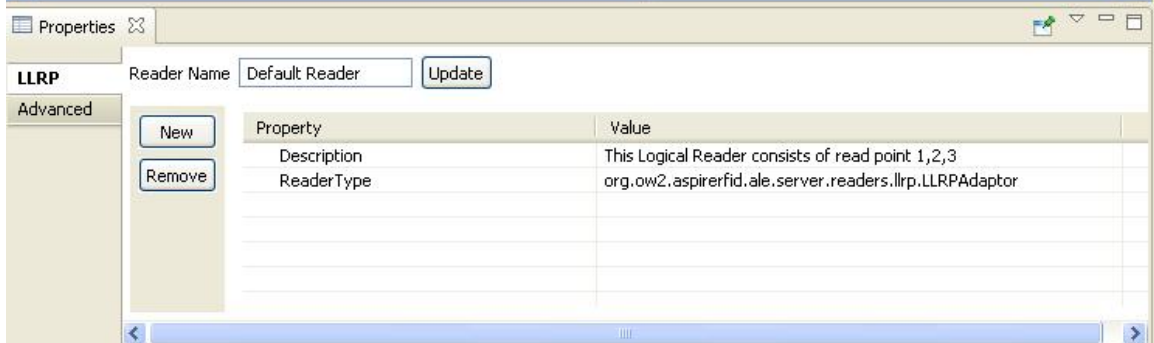 Properties
LLRP
Advanced
Reader Name Default Reader Update
New
Remove
Property Value
Description This Logical Reader consists of read point 1,2,3
ReaderType org.ow2.aspirerfid.ale.server.readers.llrp.LLRPAdaptor